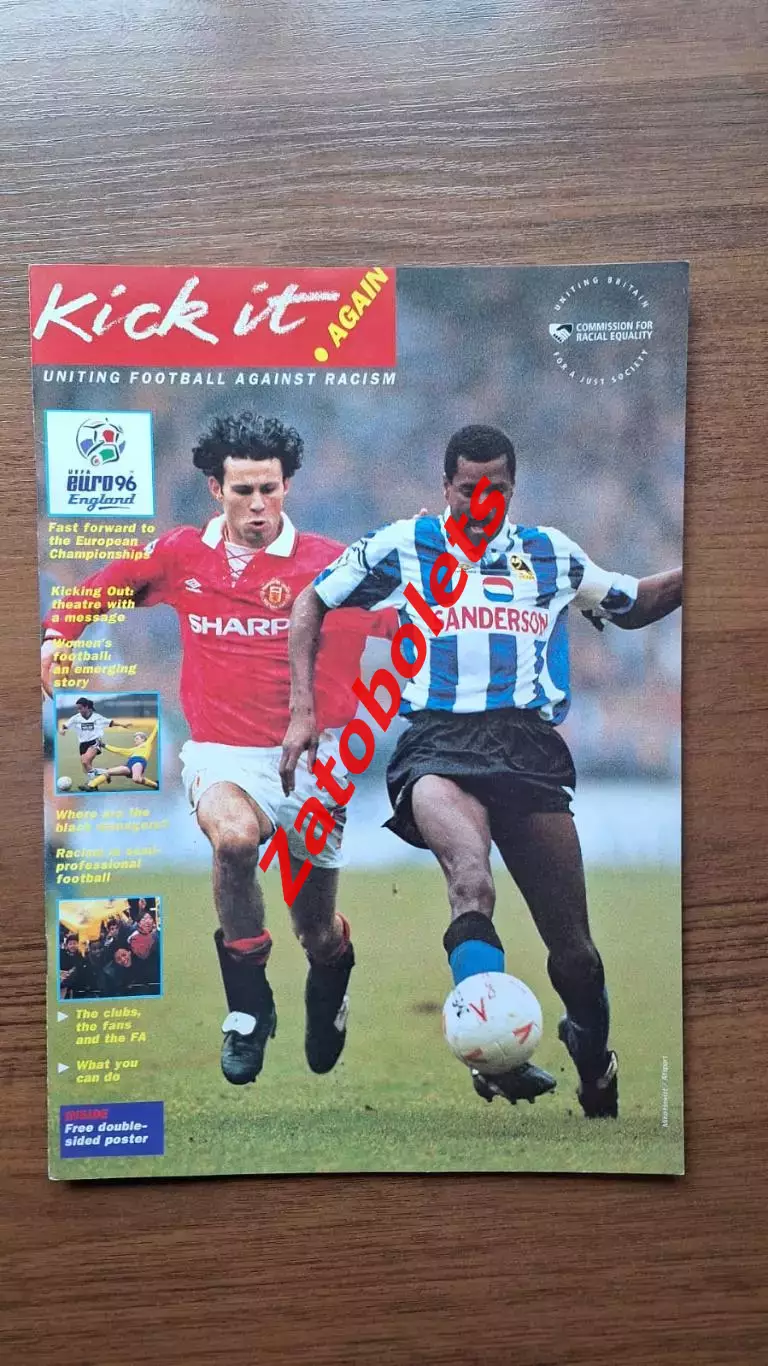 Kick it
AGAIN
UNITING FOOTBALL AGAINST RACISM
UNITING BRITAIN
COMMISSION FOR
RACIAL EQUALITY
FOR A JUST SOCIETY
UEFA
euro96
England
Fast forward to
the European
Championships
Kicking Out:
theatre with
a message
Women's
football:
an emerging
story
Where are the
black managers?
Racism in semi-
professional
football
The clubs,
the fans
and the FA
What you
can do
INSIDE
Free double-
sided poster
SHARP
SANDERSON
Zatobolets